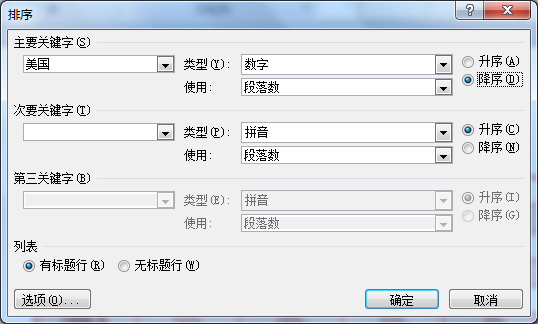 排序
主要关键字(S)
美国 类型(Y): 数字 升序(A)
使用: 段落数 降序(D)
次要关键字(T)
类型(P): 拼音 升序(C)
使用: 段落数 降序(N)
第三关键字(B)
类型(E): 拼音 升序(I)
使用: 段落数 降序(G)
列表
有标题行(R) 无标题行(W)
选项(O)... 确定 取消